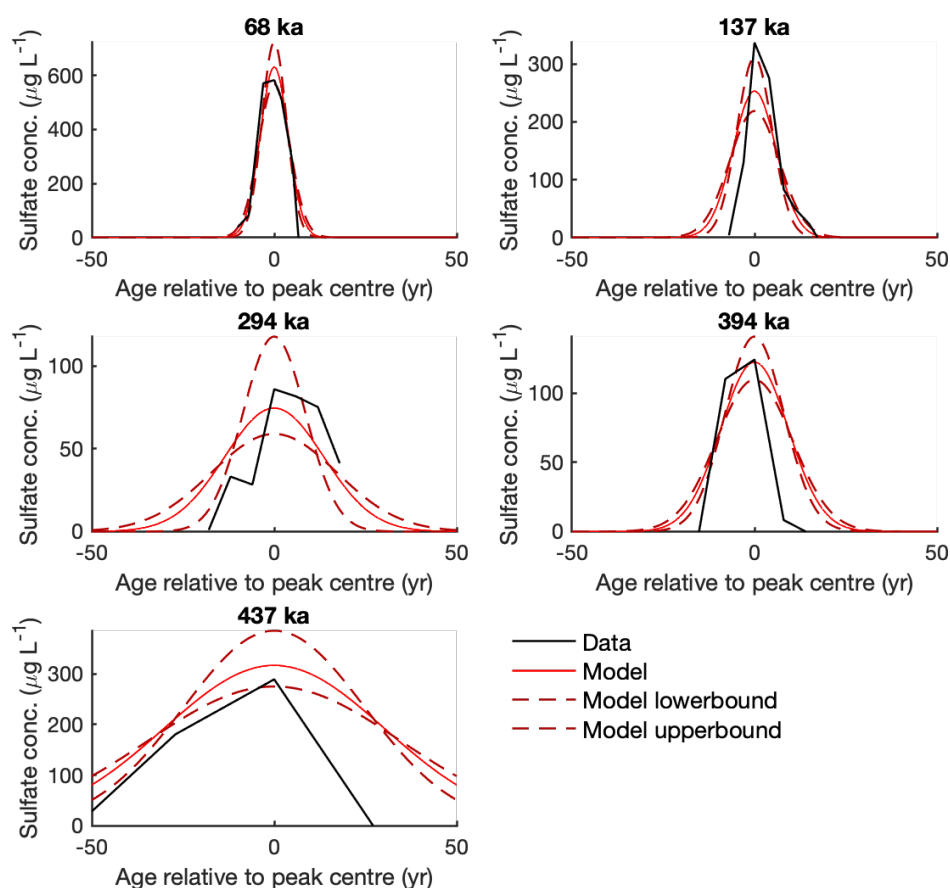 68 ka
Sulfate conc. (μg L⁻¹)
600
400
200
0
-50
0
50
Age relative to peak centre (yr)
137 ka
Sulfate conc. (μg L⁻¹)
300
200
100
0
-50
0
50
Age relative to peak centre (yr)
294 ka
Sulfate conc. (μg L⁻¹)
100
50
0
-50
0
50
Age relative to peak centre (yr)
394 ka
Sulfate conc. (μg L⁻¹)
100
50
0
-50
0
50
Age relative to peak centre (yr)
437 ka
Sulfate conc. (μg L⁻¹)
300
200
100
0
-50
0
50
Age relative to peak centre (yr)
Data
Model
Model lowerbound
Model upperbound